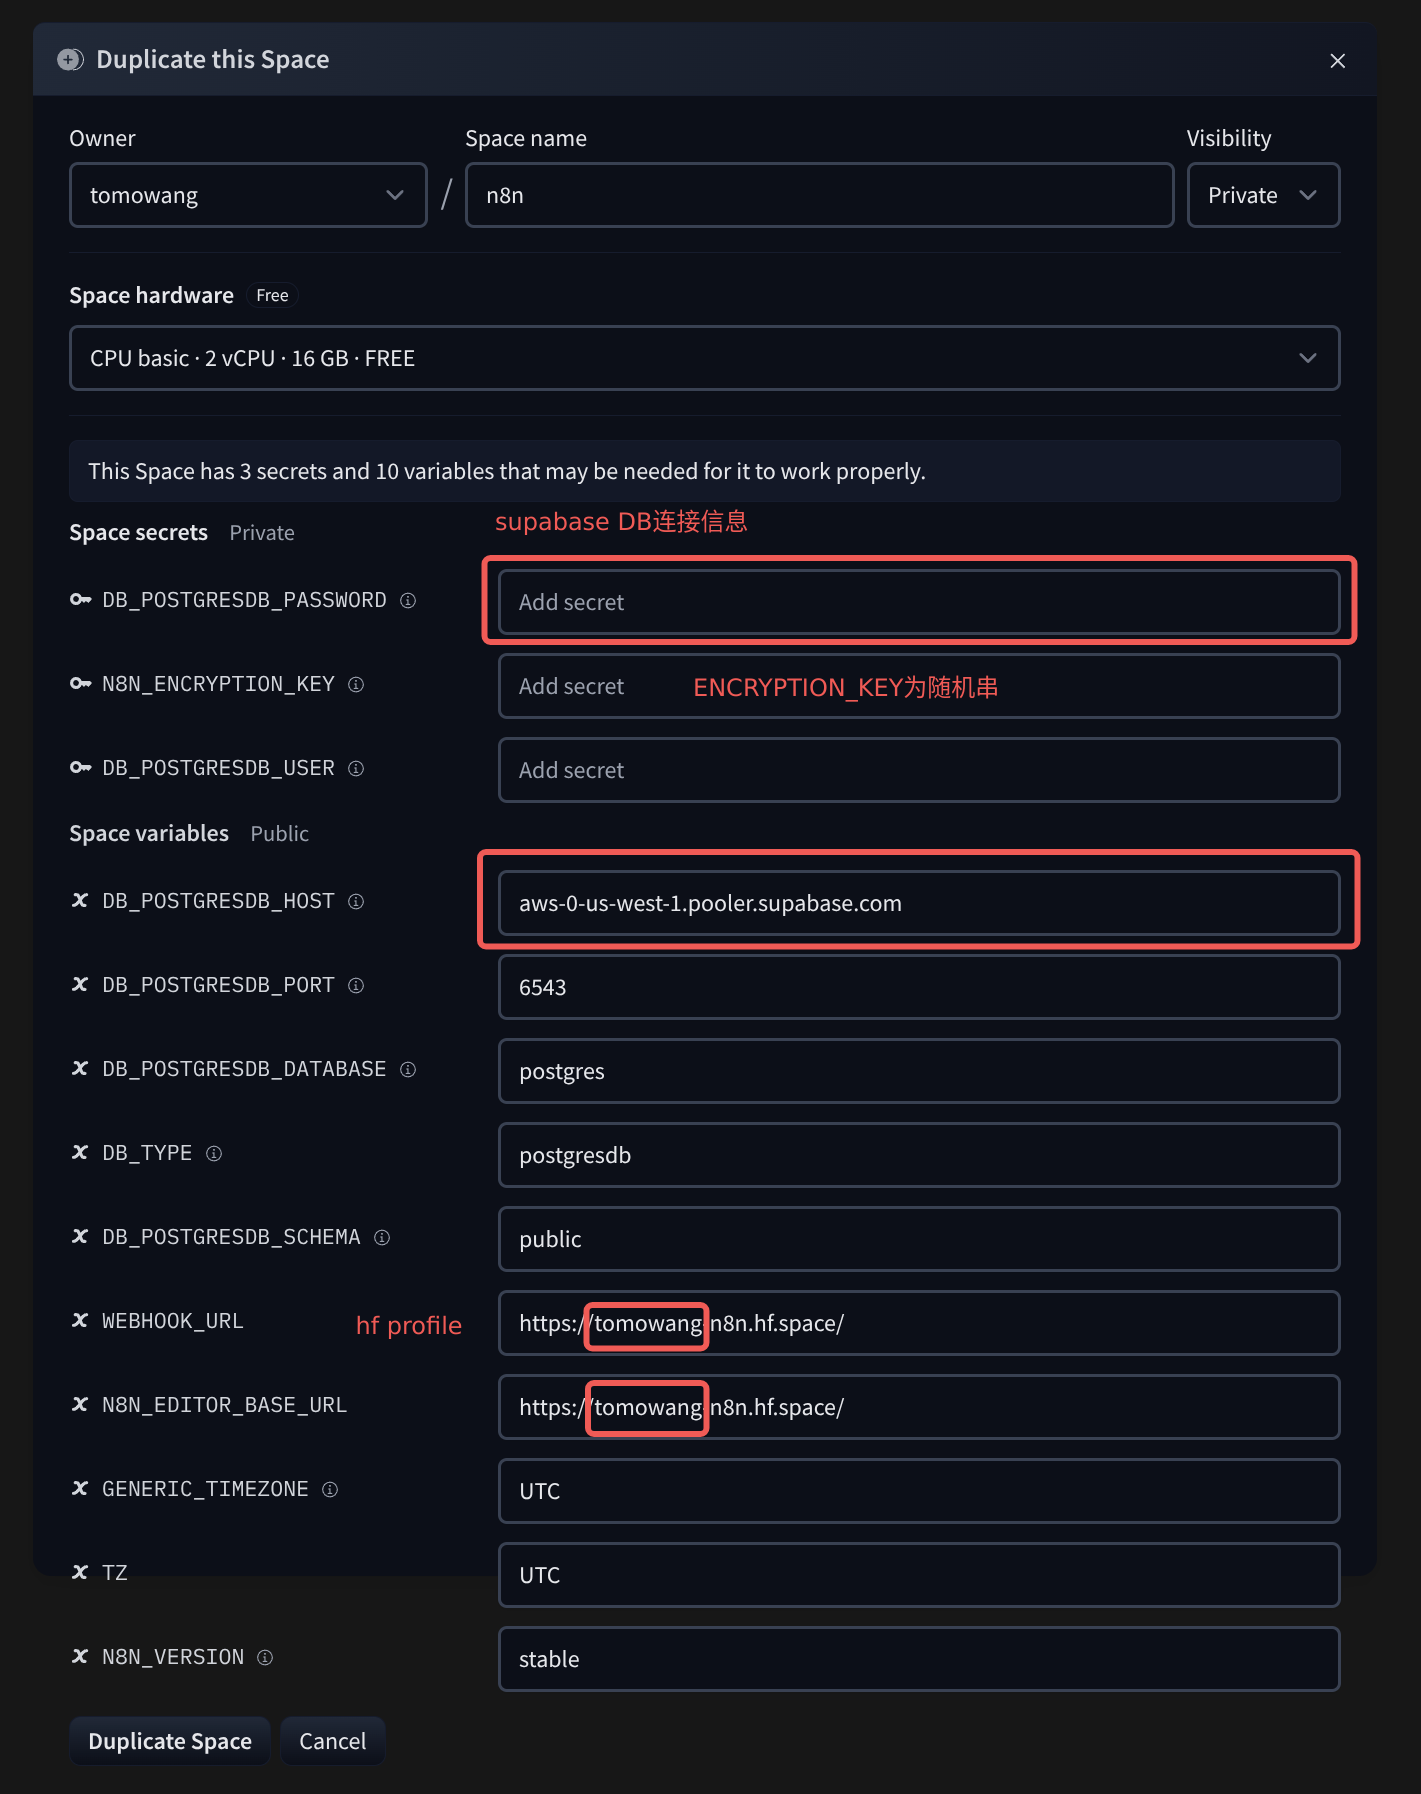 Duplicate this Space
Owner
Space name
Visibility
tomowang
/
n8n
Private
Space hardware Free
CPU basic · 2 vCPU · 16 GB · FREE
This Space has 3 secrets and 10 variables that may be needed for it to work properly.
supabase DB连接信息
Space secrets Private
DB_POSTGRESDB_PASSWORD
Add secret
N8N_ENCRYPTION_KEY
Add secret
ENCRYPTION_KEY为随机串
DB_POSTGRESDB_USER
Add secret
Space variables Public
DB_POSTGRESDB_HOST
aws-0-us-west-1.pooler.supabase.com
DB_POSTGRESDB_PORT
6543
DB_POSTGRESDB_DATABASE
postgres
DB_TYPE
postgresdb
DB_POSTGRESDB_SCHEMA
public
WEBHOOK_URL
hf profile
https://tomowang-n8n.hf.space/
N8N_EDITOR_BASE_URL
https://tomowang-n8n.hf.space/
GENERIC_TIMEZONE
UTC
TZ
UTC
N8N_VERSION
stable
Duplicate Space
Cancel